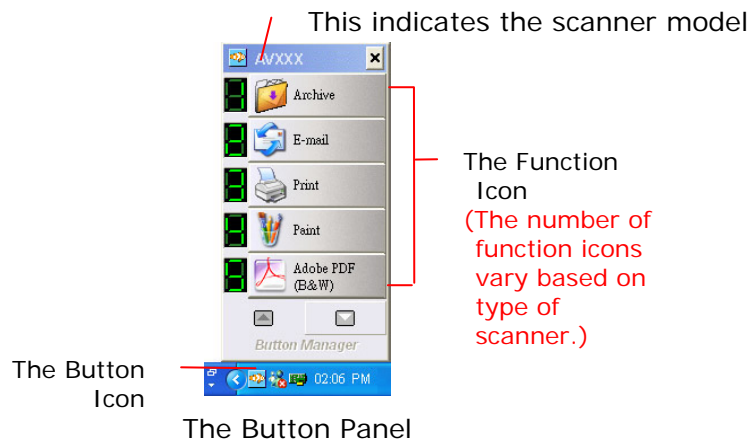 This indicates the scanner model
AVXXX
Archive
E-mail
Print
Paint
Adobe PDF
(B&W)
Button Manager
02:06 PM
The Function
Icon
(The number of
function icons
vary based on
type of
scanner.)
The Button
Icon
The Button Panel